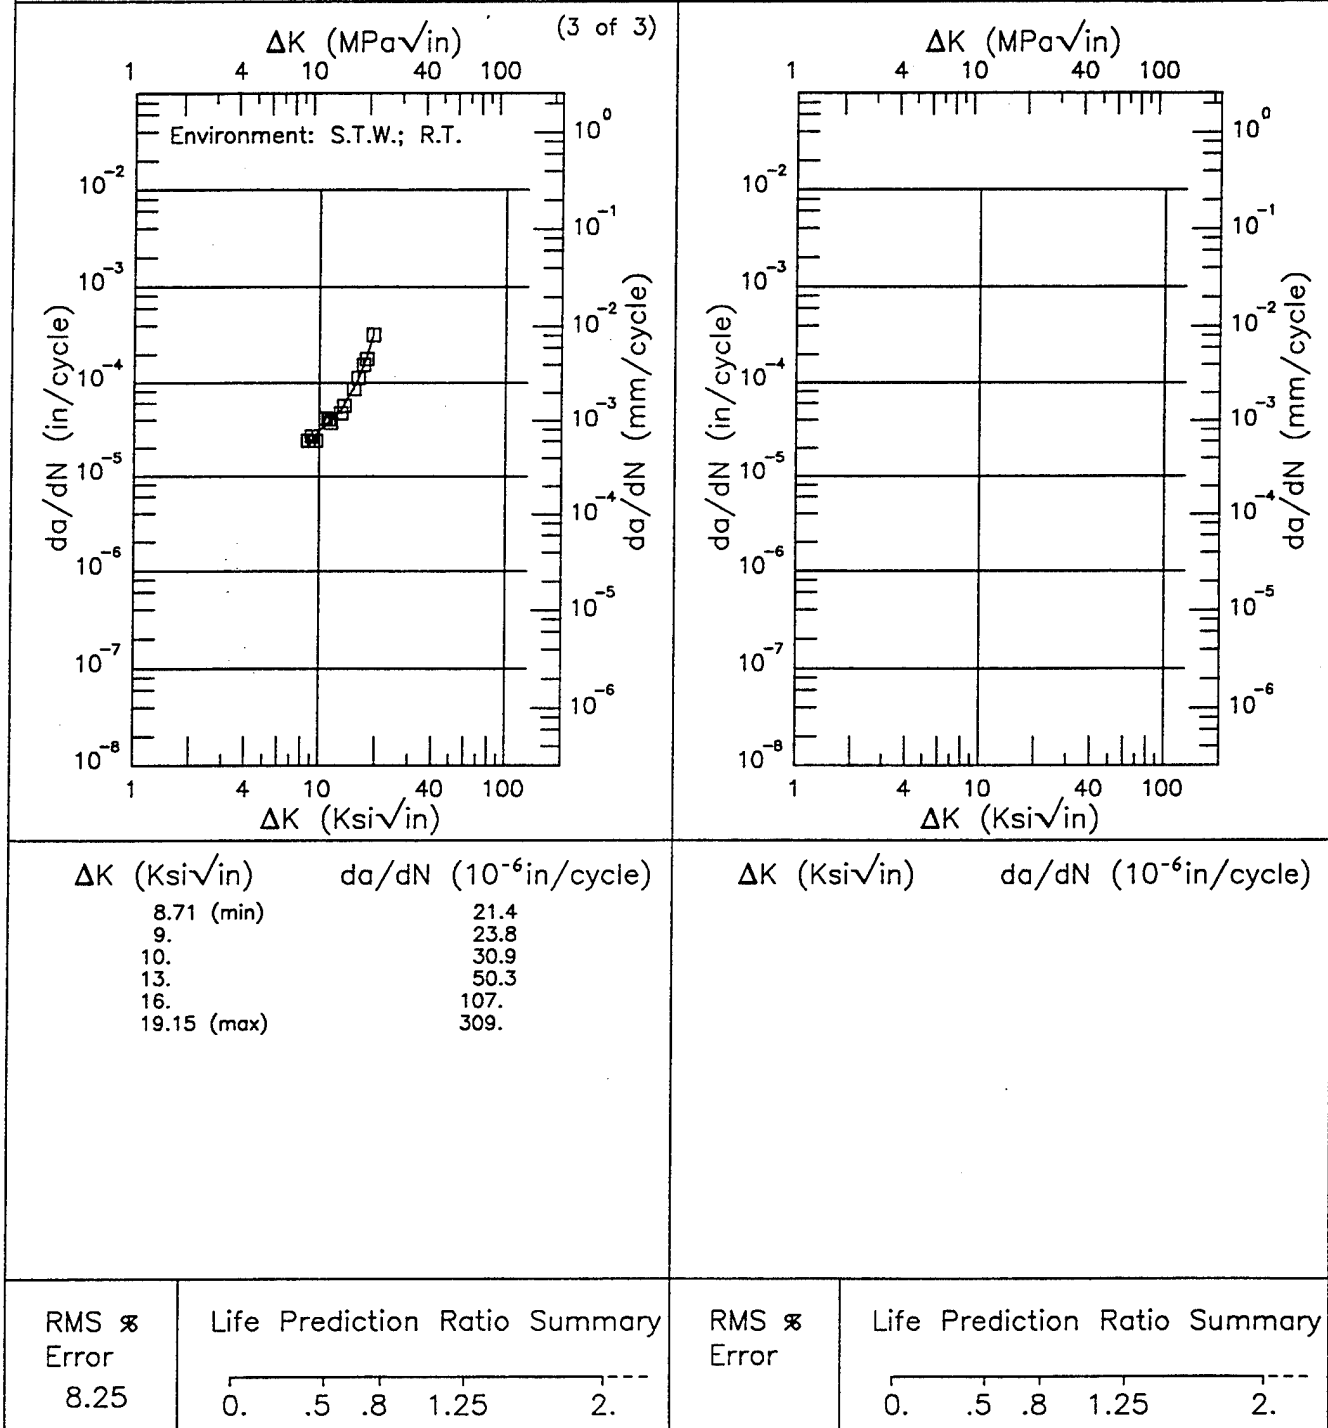 (3 of 3)
ΔK (MPa√in)
1 4 10 40 100
Environment: S.T.W.; R.T.
10⁻²
10⁻³
10⁻⁴
10⁻⁵
10⁻⁶
10⁻⁷
10⁻⁸
da/dN (in/cycle)
10⁰
10⁻¹
10⁻²
10⁻³
10⁻⁴
10⁻⁵
10⁻⁶
da/dN (mm/cycle)
1 4 10 40 100
ΔK (Ksi√in)
ΔK (MPa√in)
1 4 10 40 100
10⁻²
10⁻³
10⁻⁴
10⁻⁵
10⁻⁶
10⁻⁷
10⁻⁸
da/dN (in/cycle)
10⁰
10⁻¹
10⁻²
10⁻³
10⁻⁴
10⁻⁵
10⁻⁶
da/dN (mm/cycle)
1 4 10 40 100
ΔK (Ksi√in)
ΔK (Ksi√in) da/dN (10⁻⁶in/cycle)
8.71 (min) 21.4
9. 23.8
10. 30.9
13. 50.3
16. 107.
19.15 (max) 309.
ΔK (Ksi√in) da/dN (10⁻⁶in/cycle)
RMS %
Error
8.25
Life Prediction Ratio Summary
0. .5 .8 1.25 2.
RMS %
Error
Life Prediction Ratio Summary
0. .5 .8 1.25 2.